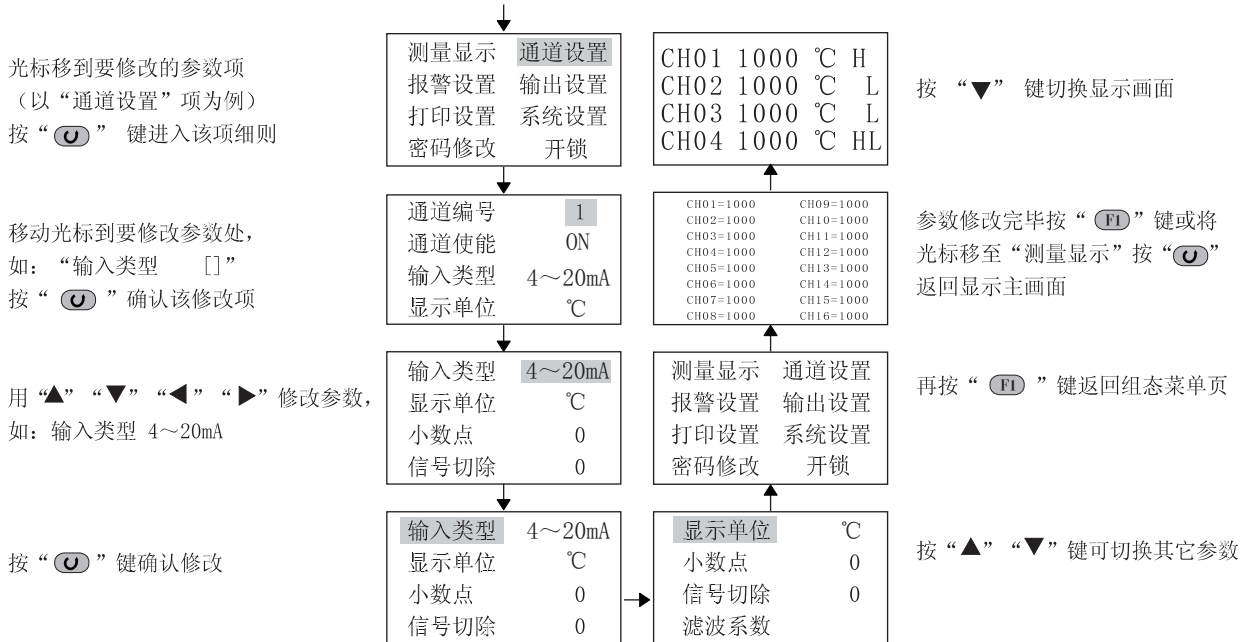 光标移到要修改的参数项
（以“通道设置”项为例）
按“ ”键进入该项细则
测量显示 通道设置
报警设置 输出设置
打印设置 系统设置
密码修改 开锁
移动光标到要修改参数处，
如：“输入类型 []”
按“ ”确认该修改项
通道编号 1
通道使能 ON
输入类型 4～20mA
显示单位 ℃
用“▲”“▼”“◀”“▶”修改参数，
如：输入类型 4～20mA
输入类型 4～20mA
显示单位 ℃
小数点 0
信号切除 0
按“ ”键确认修改
输入类型 4～20mA
显示单位 ℃
小数点 0
信号切除 0
显示单位 ℃
小数点 0
信号切除 0
滤波系数
按“▲”“▼”键可切换其它参数
测量显示 通道设置
报警设置 输出设置
打印设置 系统设置
密码修改 开锁
再按“ F1 ”键返回组态菜单页
CH01=1000 CH09=1000
CH02=1000 CH10=1000
CH03=1000 CH11=1000
CH04=1000 CH12=1000
CH05=1000 CH13=1000
CH06=1000 CH14=1000
CH07=1000 CH15=1000
CH08=1000 CH16=1000
参数修改完毕按“ F1 ”键或将
光标移至“测量显示”按“ ”
返回显示主画面
CH01 1000 ℃ H
CH02 1000 ℃ L
CH03 1000 ℃ L
CH04 1000 ℃ HL
按 “▼” 键切换显示画面